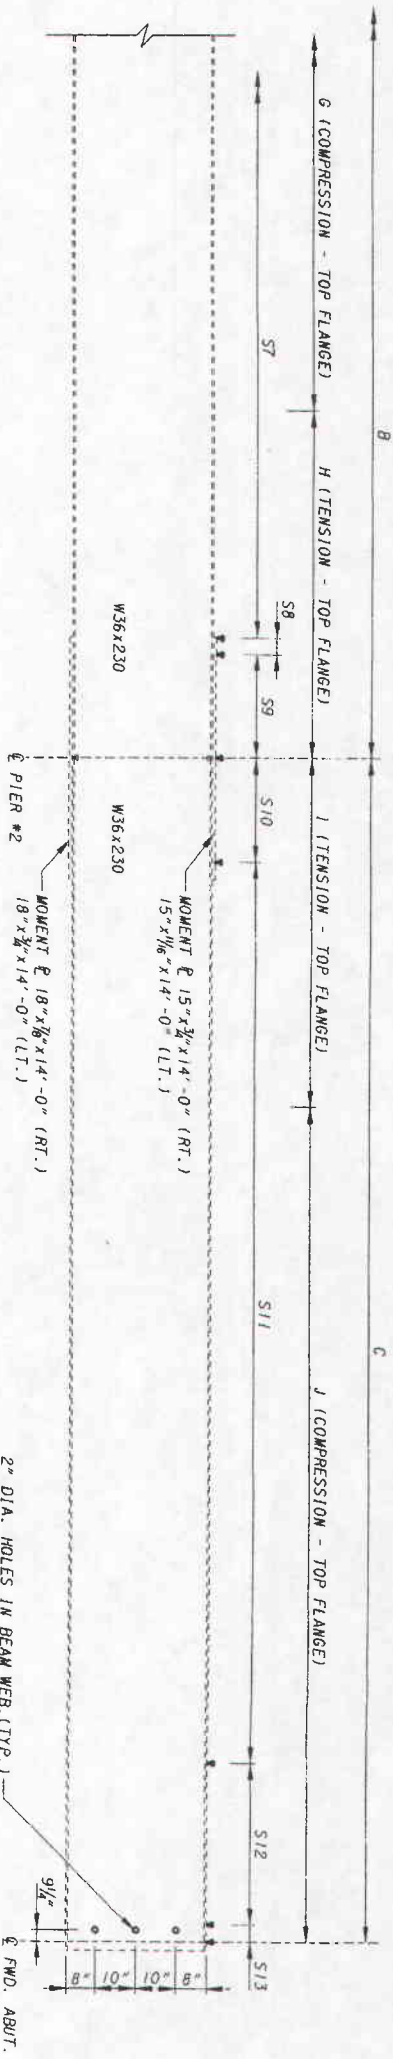 B
C
G (COMPRESSION - TOP FLANGE)
H (TENSION - TOP FLANGE)
I (TENSION - TOP FLANGE)
J (COMPRESSION - TOP FLANGE)
S7
S8
S9
S10
S11
S12
S13
W36x230
W36x230
MOMENT ℄ 15"x3/4"x14'-0" (RT.)
15"x11/16"x14'-0" (LT.)
MOMENT ℄ 18"x7/8"x14'-0" (RT.)
18"x3/4"x14'-0" (LT.)
℄ PIER #2
2" DIA. HOLES IN BEAM WEB (TYP.)
9 1/4"
8"
10"
10"
8"
℄ FWD. ABUT.